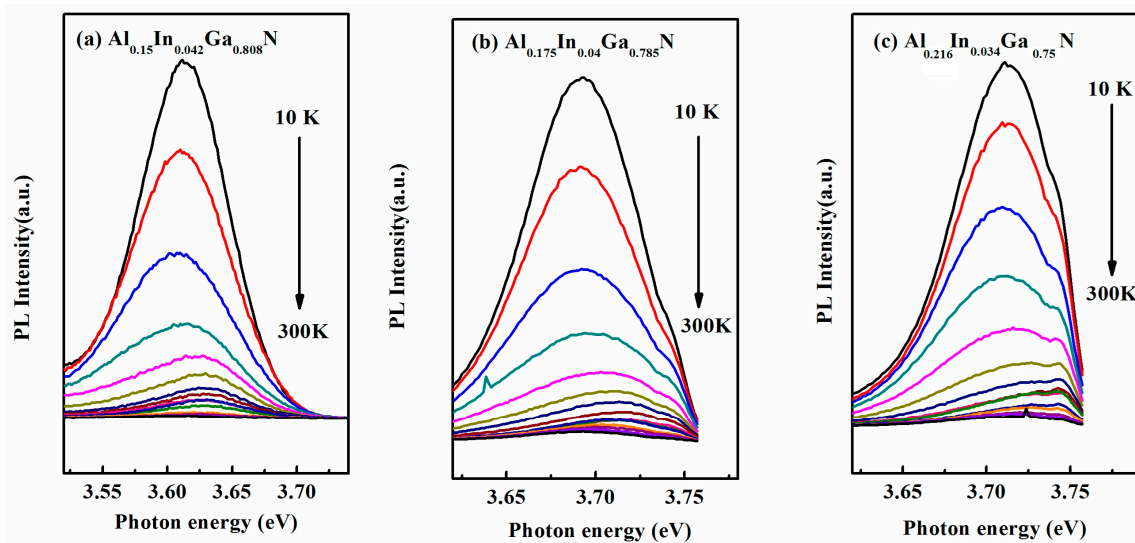 (a) Al0.15In0.042Ga0.808N
10 K
300K
PL Intensity(a.u.)
3.55 3.60 3.65 3.70
Photon energy (eV)
(b) Al0.175In0.04Ga0.785N
10 K
300K
PL Intensity(a.u.)
3.65 3.70 3.75
Photon energy (eV)
(c) Al0.216In0.034Ga0.75N
10 K
300K
PL Intensity(a.u.)
3.65 3.70 3.75
Photon energy (eV)